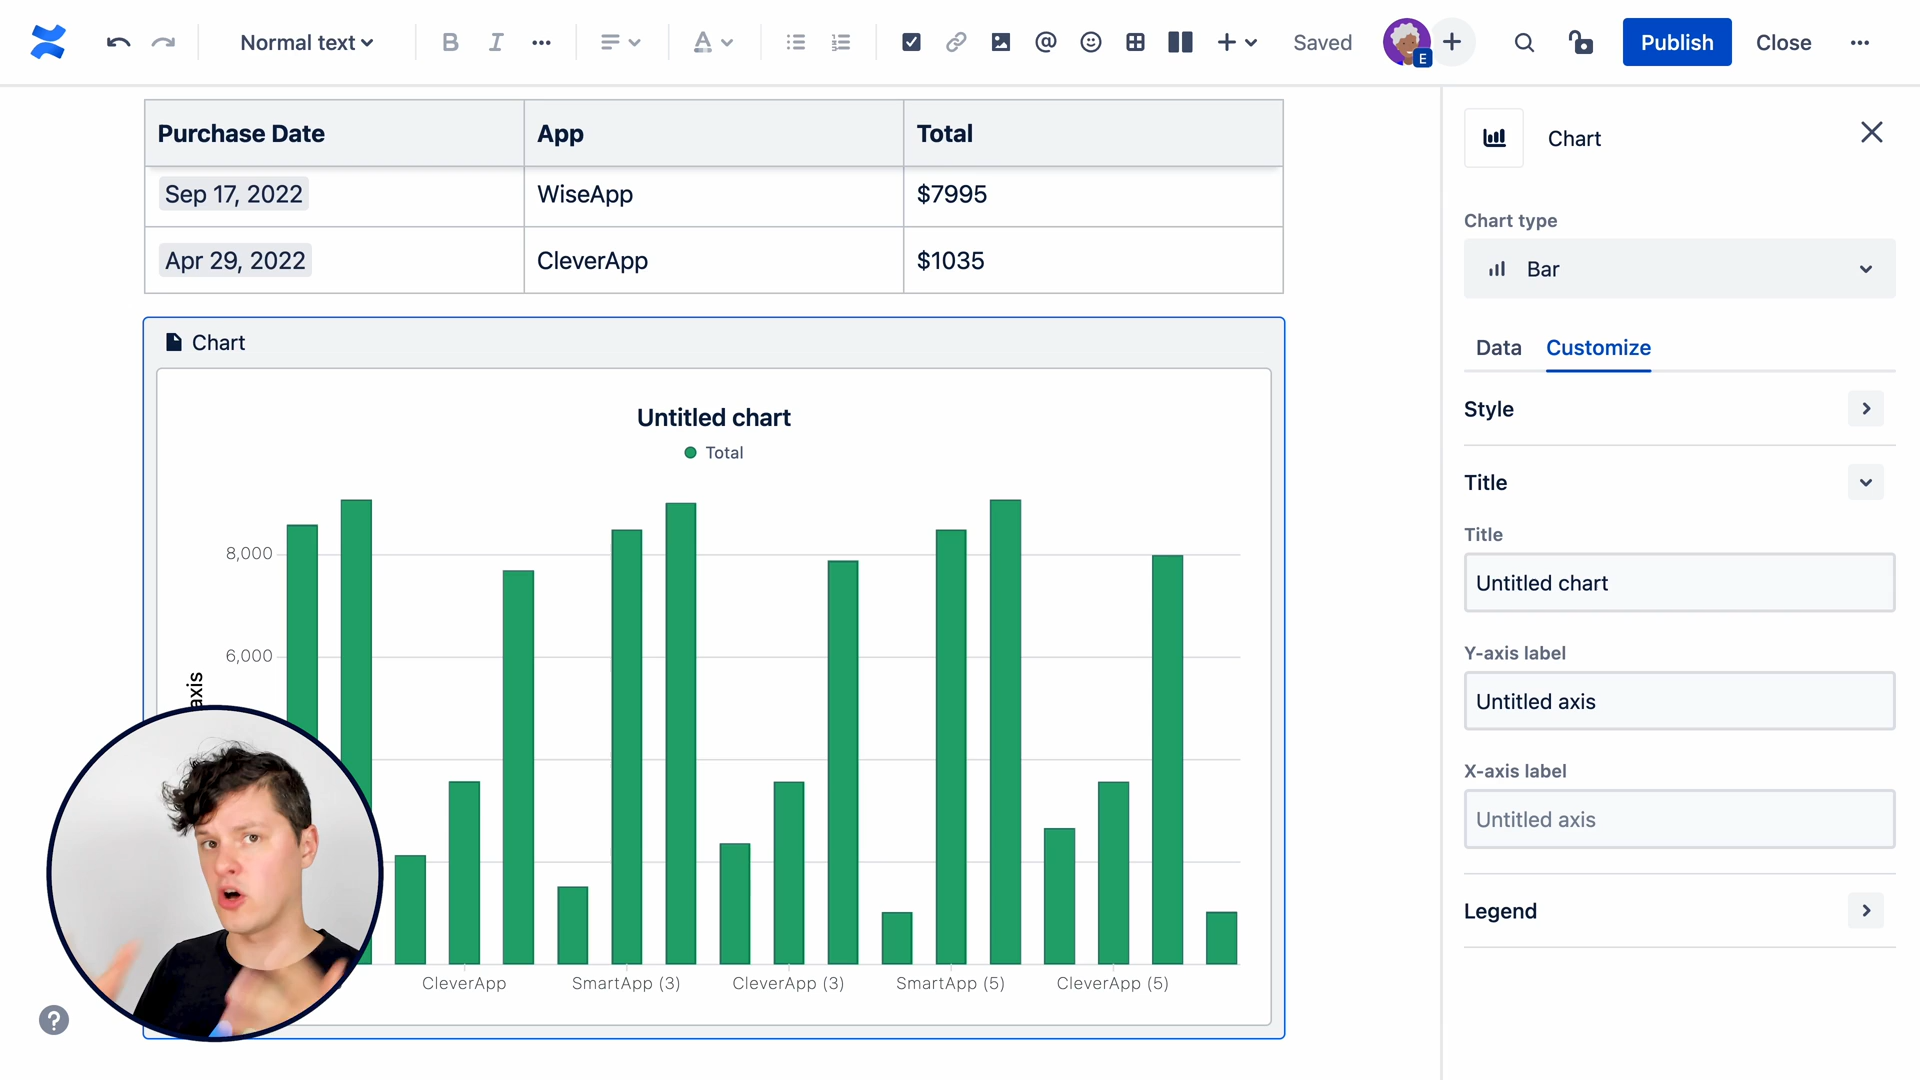 Normal text
B I
A
@
Saved
E
Publish
Close
Purchase Date App Total
Sep 17, 2022 WiseApp $7995
Apr 29, 2022 CleverApp $1035
Chart
Untitled chart
Total
8,000
6,000
axis
CleverApp SmartApp (3) CleverApp (3) SmartApp (5) CleverApp (5)
?
Chart
Chart type
Bar
Data Customize
Style
Title
Title
Untitled chart
Y-axis label
Untitled axis
X-axis label
Untitled axis
Legend